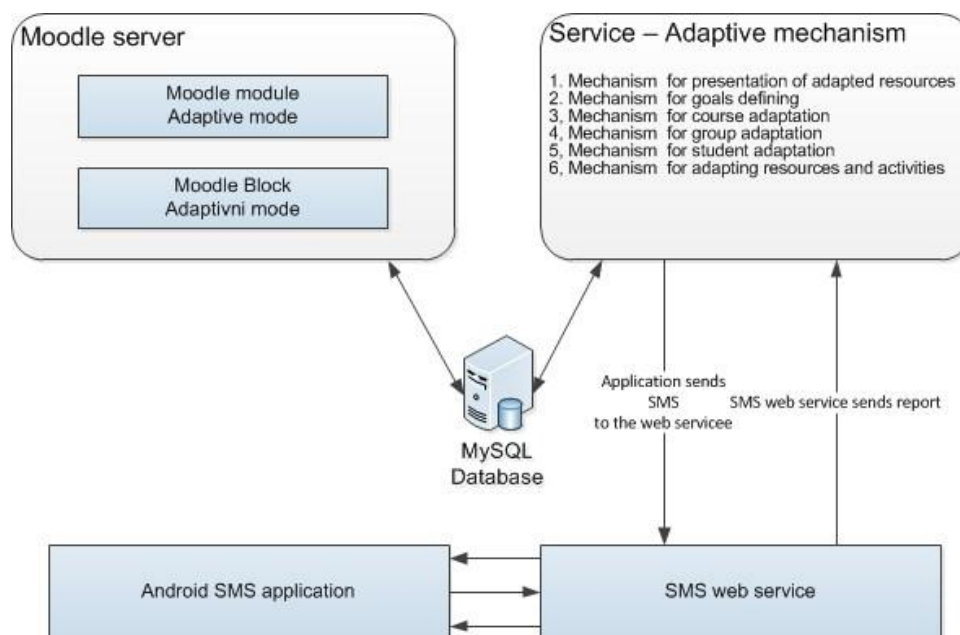 Moodle server
Moodle module
Adaptive mode
Moodle Block
Adaptivni mode
Service – Adaptive mechanism
1. Mechanism for presentation of adapted resources
2. Mechanism for goals defining
3, Mechanism for course adaptation
4, Mechanism for group adaptation
5, Mechanism for student adaptation
6, Mechanism for adapting resources and activities
MySQL
Database
Application sends
SMS
to the web servicee
SMS web service sends report
Android SMS application
SMS web service